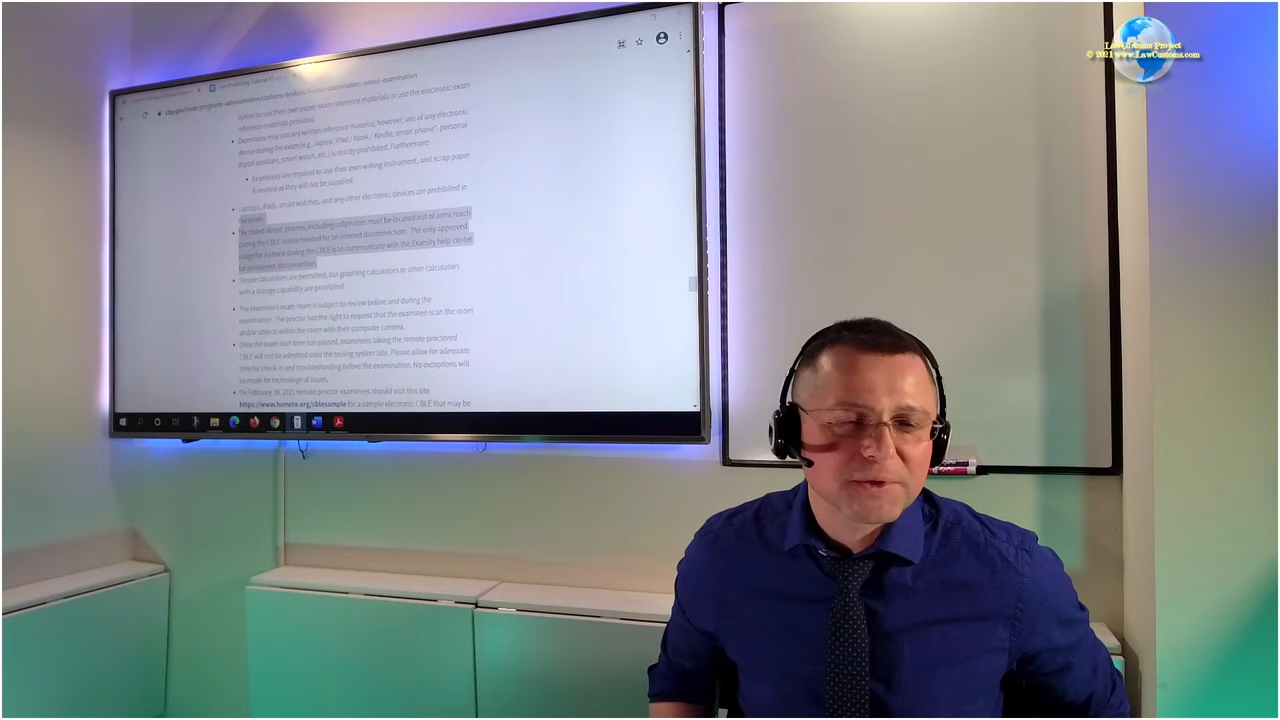 LawCustoms Project
© 2021 www.LawCustoms.com
cbp.gov/trade/programs-administration/customs-brokers/license-examination-notice-examination
option to use their own paper exam reference materials or use the electronic exam
reference materials provided.
Examinees may use any written reference material; however, use of any electronic
device during the exam (e.g., laptop, iPad / Nook / Kindle, smart phone*, personal
digital assistant, smart watch, etc.) is strictly prohibited. Furthermore
Examinees are required to use their own writing instrument, and scrap paper
if needed as they will not be supplied.
Laptops, iPads, smart watches, and any other electronic devices are prohibited in
the room.
*As stated above, phones, including cellphones must be located out of arms reach
during the CBLE unless needed for an internet disconnection. The only approved
usage for a phone during the CBLE is to communicate with the Examity help center
for an internet disconnection.
Simple calculators are permitted, but graphing calculators or other calculators
with a storage capability are prohibited.
The examinee's exam room is subject to review before and during the
examination. The proctor has the right to request that the examinee scan the room
and/or objects within the room with their computer camera.
Once the exam start time has passed, examinees taking the remote proctored
CBLE will not be admitted onto the testing system late. Please allow for adequate
time for check in and troubleshooting before the examination. No exceptions will
be made for technological issues.
On February 19, 2021 remote proctor examinees should visit this site
https://www.humrro.org/cblesample for a sample electronic CBLE that may be